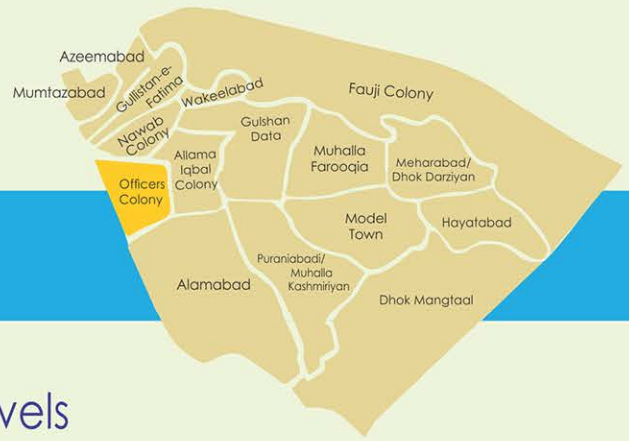 Azeemabad
Mumtazabad
Gullistan-e-
Fatima
Wakeelabad
Fauji Colony
Nawab
Colony
Gulshan
Data
Allama
Iqbal
Colony
Muhalla
Farooqia
Meharabad/
Dhok Darziyan
Officers
Colony
Model
Town
Hayatabad
Puraniabadi/
Muhalla
Kashmiriyan
Alamabad
Dhok Mangtaal
vels